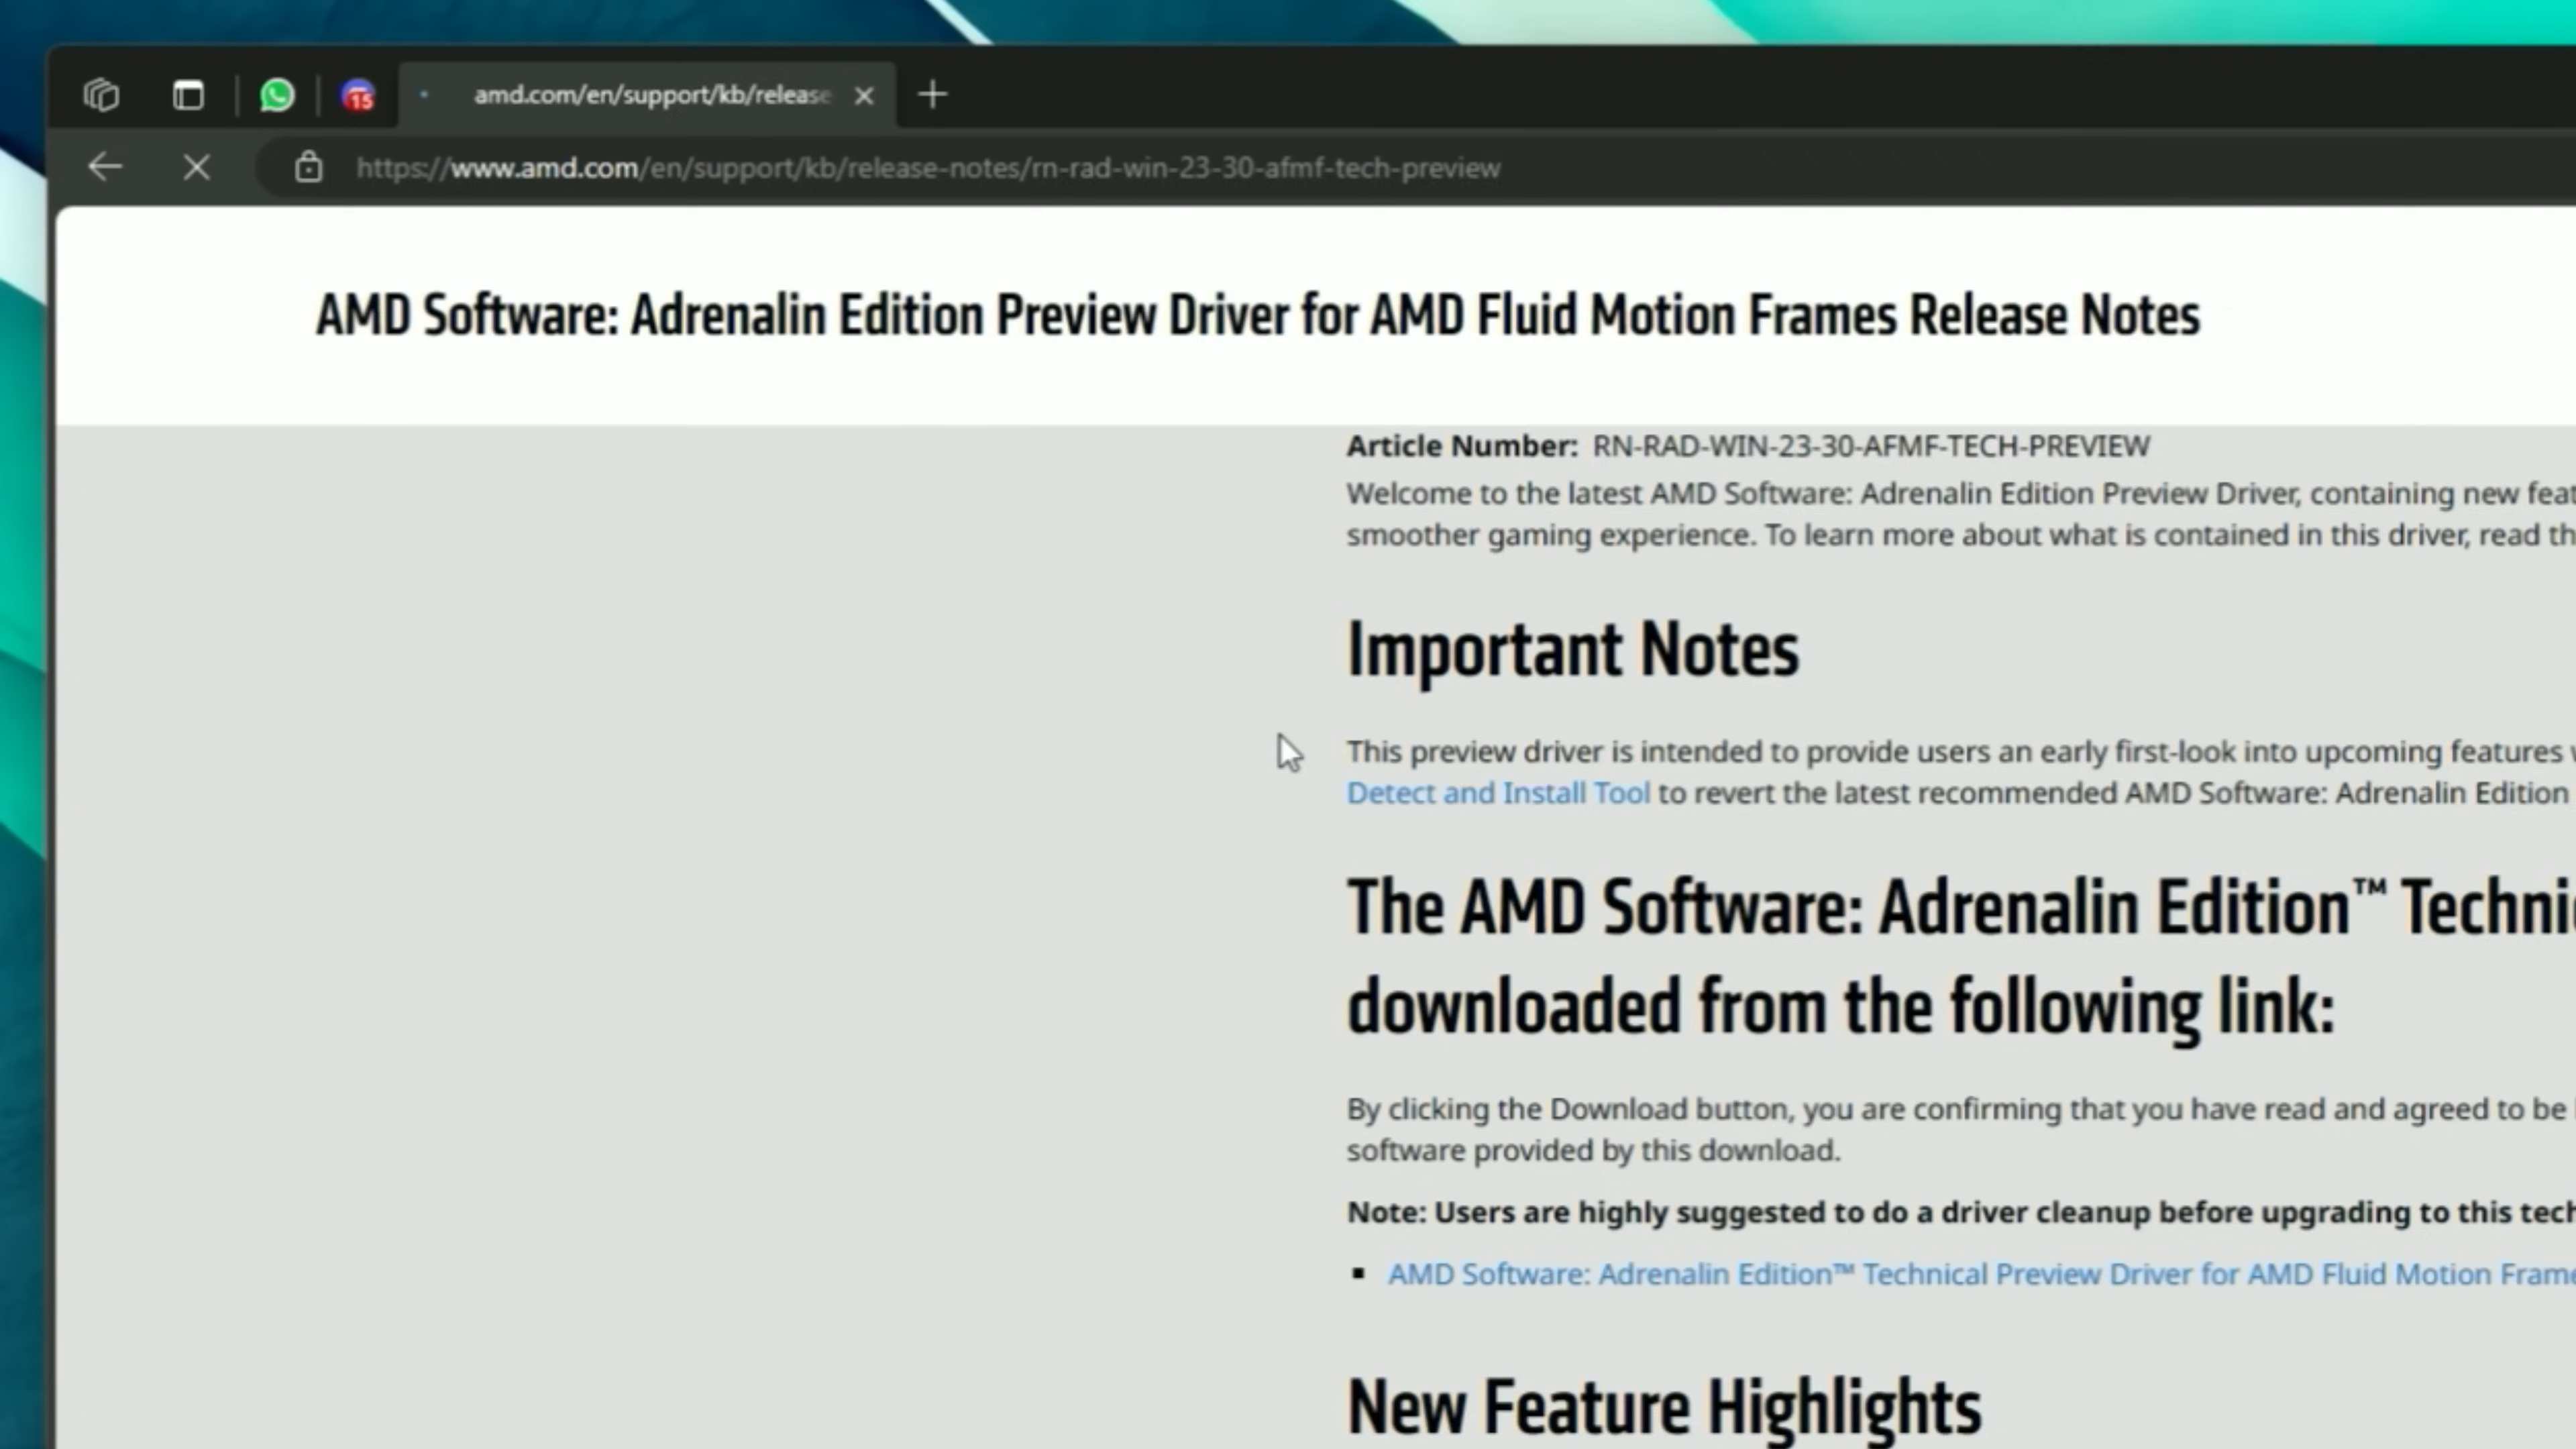 15
amd.com/en/support/kb/release
https://www.amd.com/en/support/kb/release-notes/rn-rad-win-23-30-afmf-tech-preview
AMD Software: Adrenalin Edition Preview Driver for AMD Fluid Motion Frames Release Notes
Article Number: RN-RAD-WIN-23-30-AFMF-TECH-PREVIEW
Welcome to the latest AMD Software: Adrenalin Edition Preview Driver, containing new feat
smoother gaming experience. To learn more about what is contained in this driver, read th
Important Notes
This preview driver is intended to provide users an early first-look into upcoming features
Detect and Install Tool to revert the latest recommended AMD Software: Adrenalin Edition
The AMD Software: Adrenalin Edition™ Techni
downloaded from the following link:
By clicking the Download button, you are confirming that you have read and agreed to be
software provided by this download.
Note: Users are highly suggested to do a driver cleanup before upgrading to this tech
AMD Software: Adrenalin Edition™ Technical Preview Driver for AMD Fluid Motion Frame
New Feature Highlights